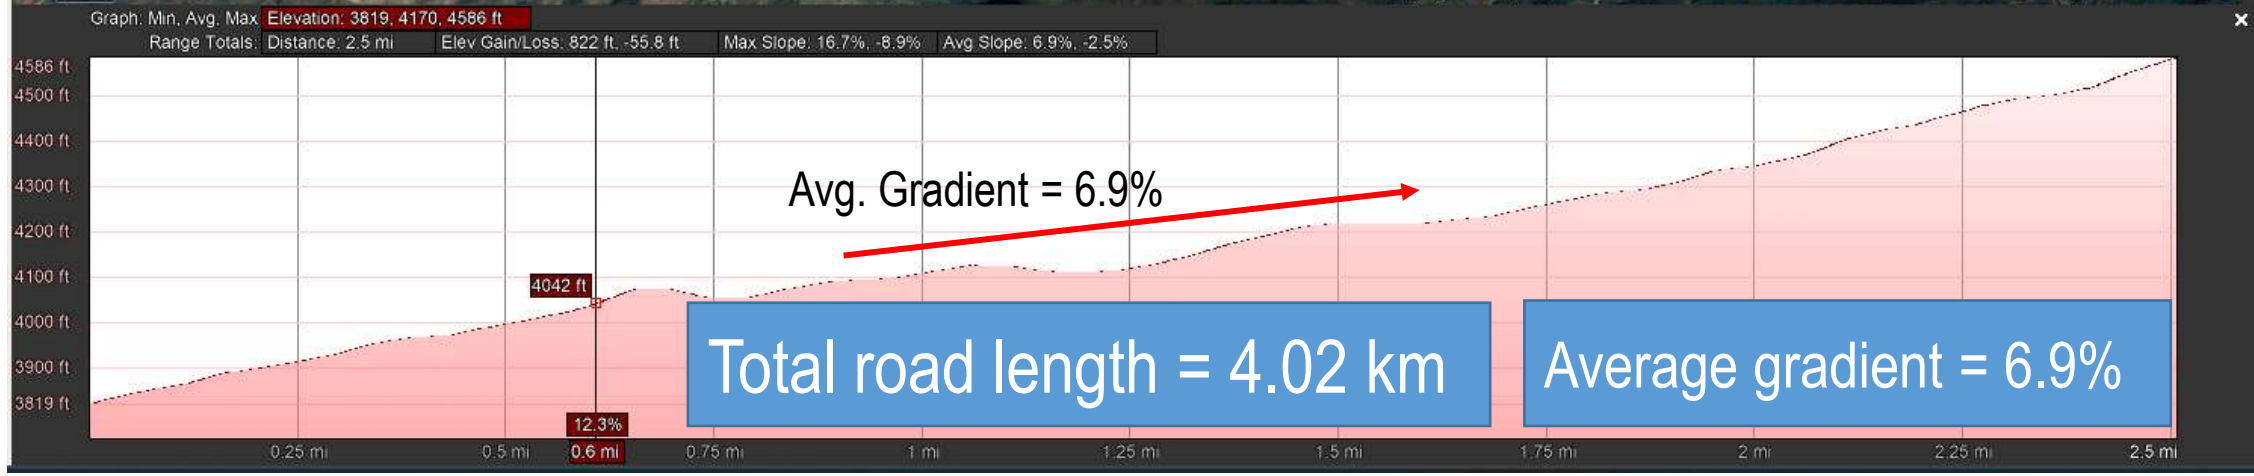 Graph: Min, Avg, Max Elevation: 3819, 4170, 4586 ft
Range Totals: Distance: 2.5 mi Elev Gain/Loss: 822 ft, -55.8 ft Max Slope: 16.7%, -8.9% Avg Slope: 6.9%, -2.5%
4586 ft
4500 ft
4400 ft
4300 ft
4200 ft
4100 ft
4000 ft
3900 ft
3819 ft
Avg. Gradient = 6.9%
4042 ft
Total road length = 4.02 km
Average gradient = 6.9%
12.3%
0.25 mi 0.5 mi 0.6 mi 0.75 mi 1 mi 1.25 mi 1.5 mi 1.75 mi 2 mi 2.25 mi 2.5 mi